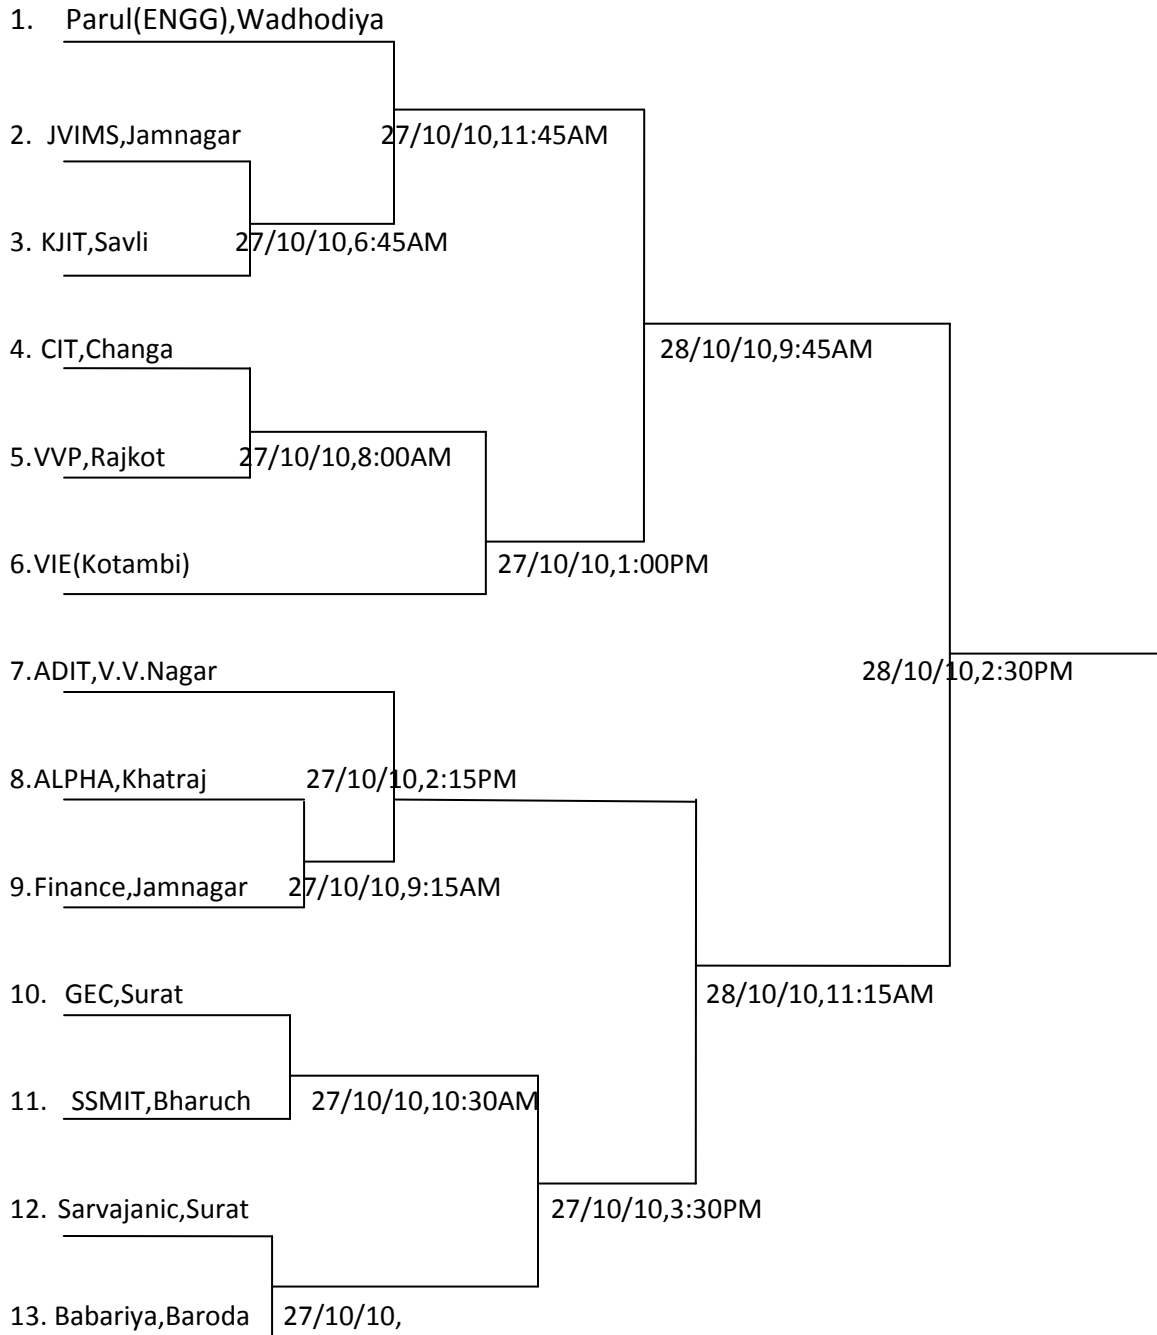 1. Parul(ENGG),Wadhodiya
2. JVIMS,Jamnagar 27/10/10,11:45AM
3. KJIT,Savli 27/10/10,6:45AM
4. CIT,Changa 28/10/10,9:45AM
5.VVP,Rajkot 27/10/10,8:00AM
6.VIE(Kotambi) 27/10/10,1:00PM
7.ADIT,V.V.Nagar 28/10/10,2:30PM
8.ALPHA,Khatraj 27/10/10,2:15PM
9.Finance,Jamnagar 27/10/10,9:15AM
10. GEC,Surat 28/10/10,11:15AM
11. SSMIT,Bharuch 27/10/10,10:30AM
12. Sarvajanic,Surat 27/10/10,3:30PM
13. Babariya,Baroda 27/10/10,